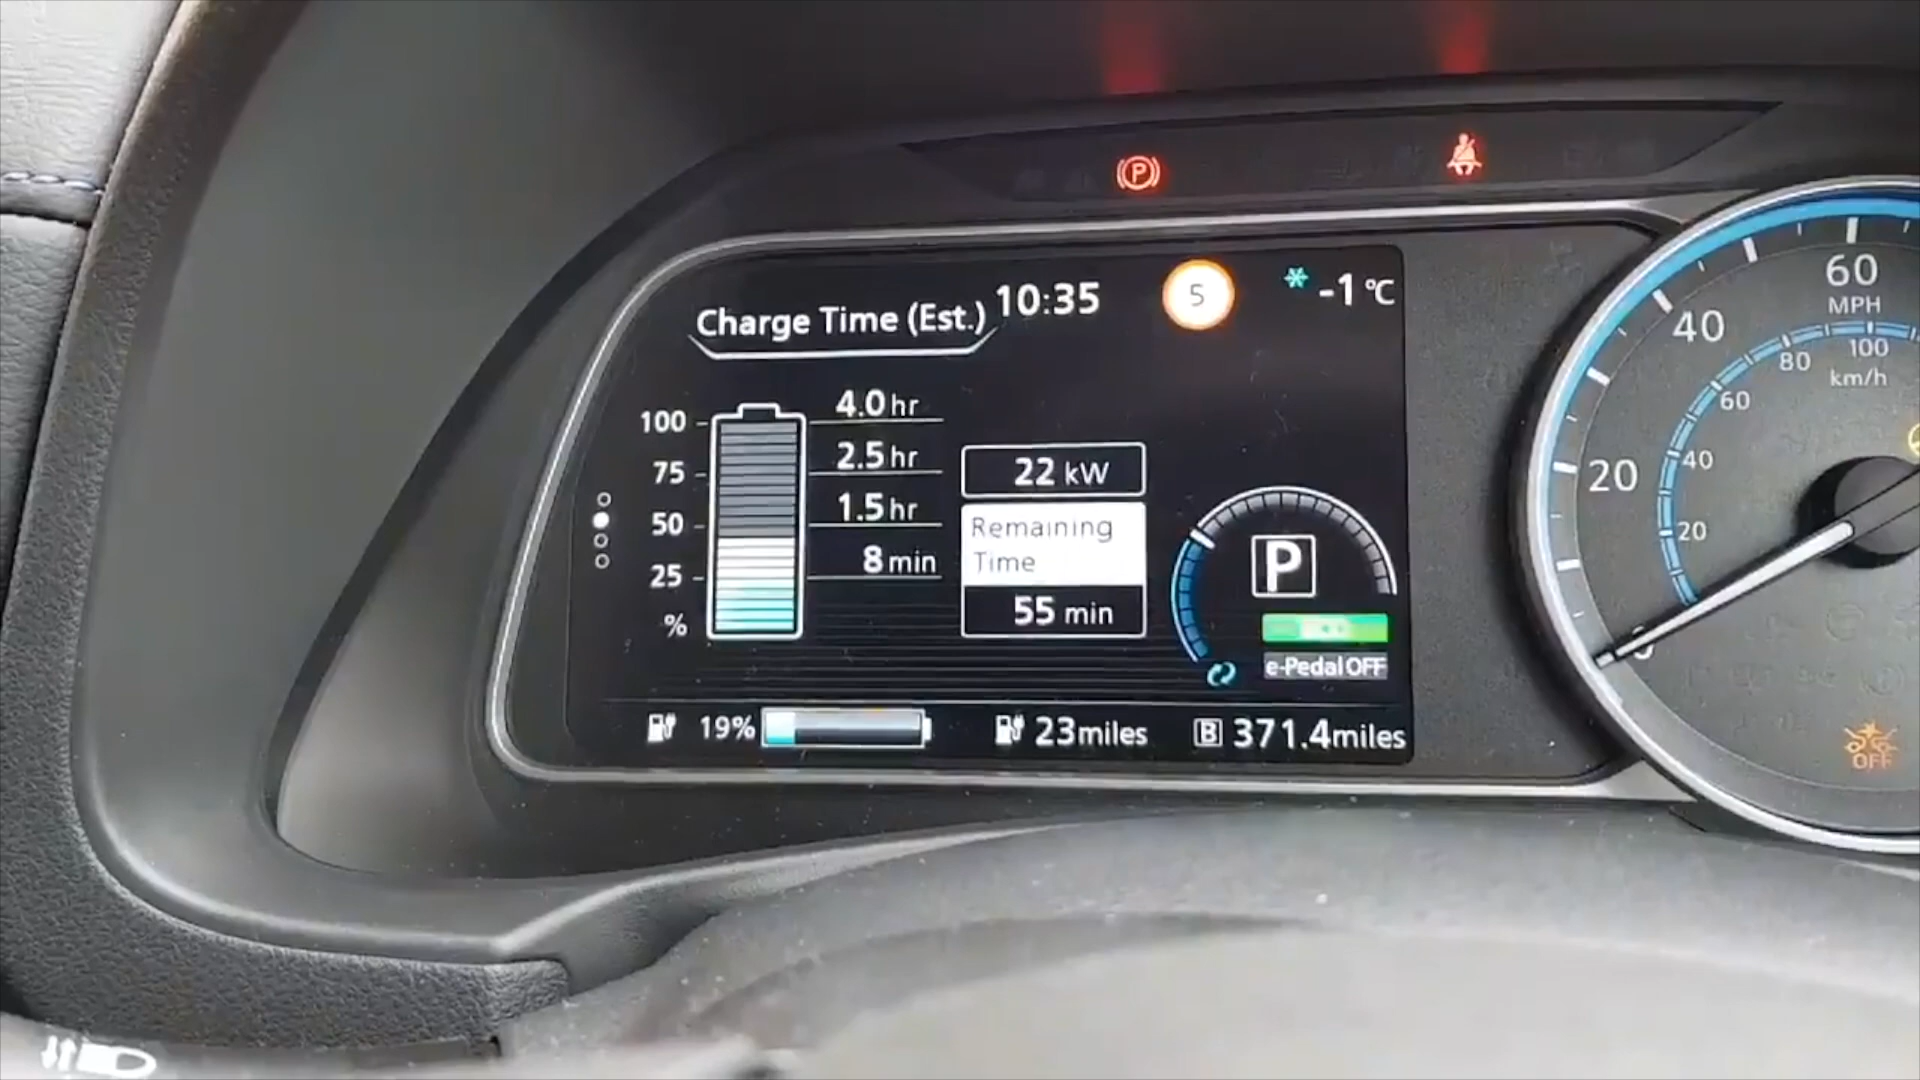 P
Charge Time (Est.)
10:35
5
-1 °C
100
75
50
25
%
4.0 hr
2.5 hr
1.5 hr
8 min
22 kW
Remaining
Time
55 min
P
e-Pedal OFF
19%
23 miles
B 371.4 miles
60
MPH
40
20
0
100
80
60
40
20
km/h
OFF